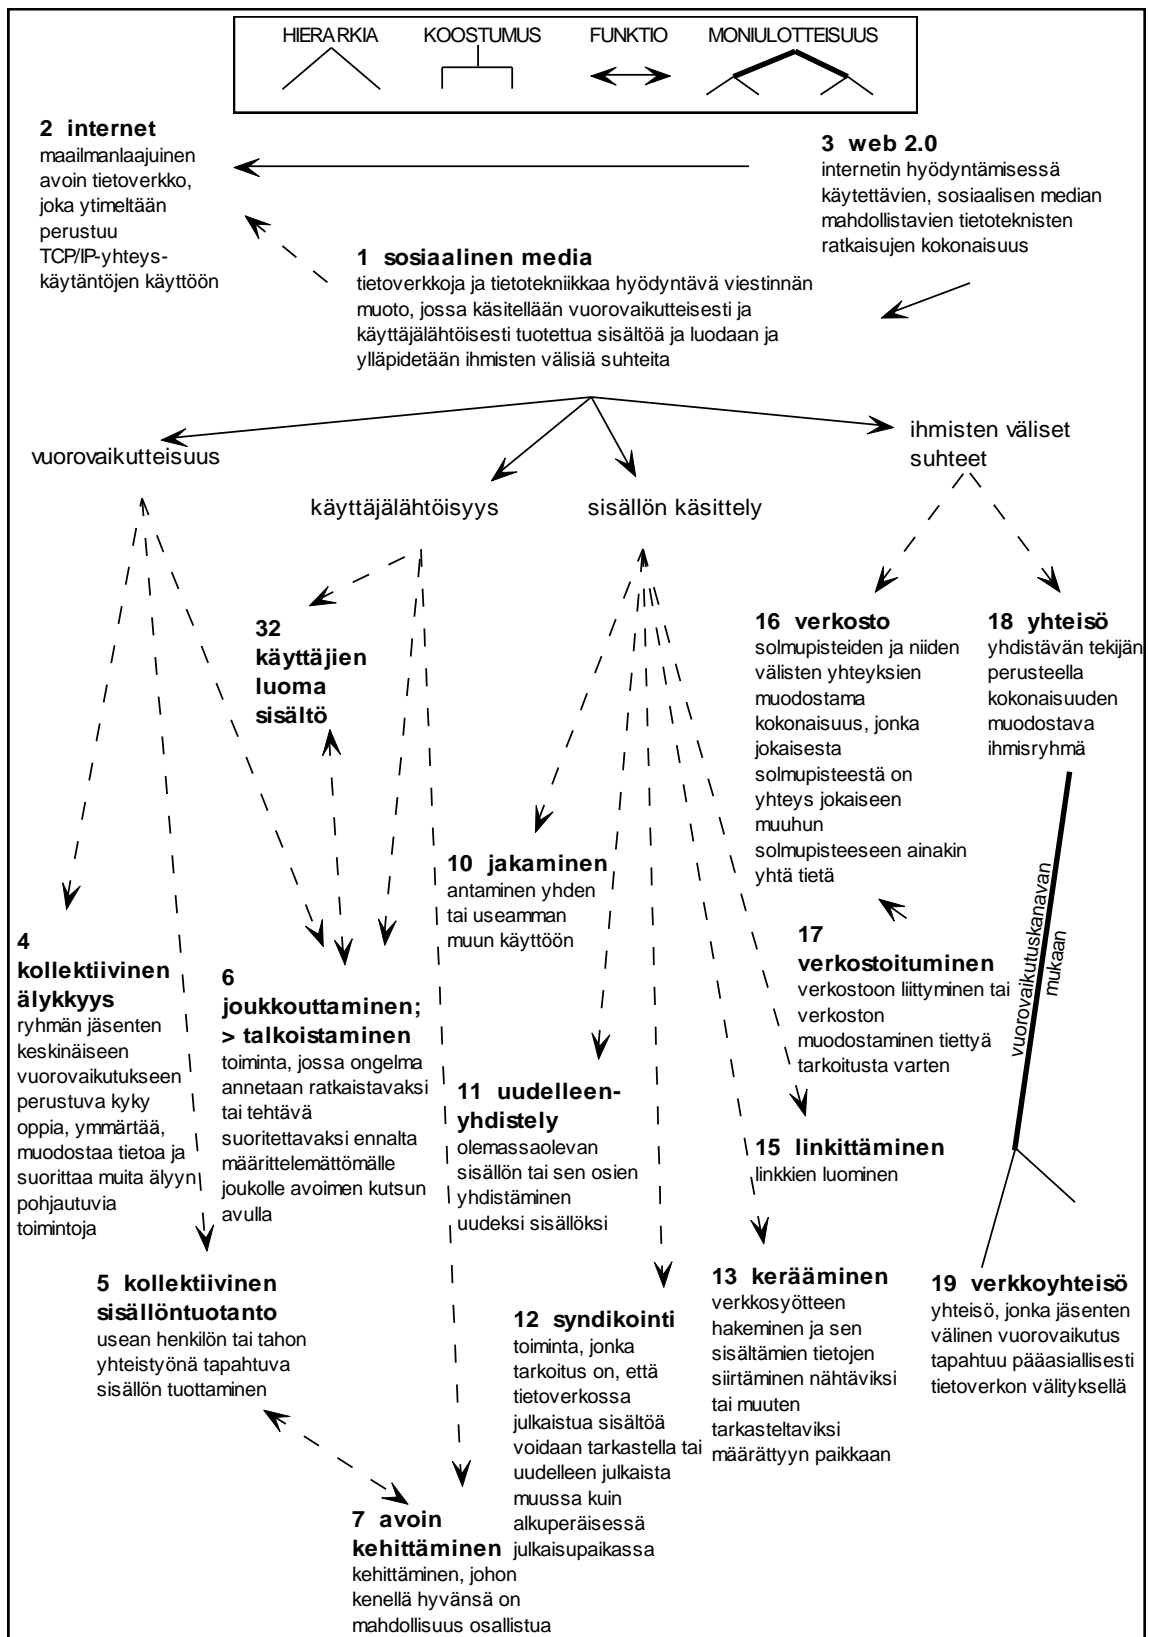 HIERARKIA KOOSTUMUS FUNKTIO MONIULOTTEISUUS
2 internet
maailmanlaajuinen
avoin tietoverkko,
joka ytimeltään
perustuu
TCP/IP-yhteys-
käytäntöjen käyttöön
3 web 2.0
internetin hyödyntämisessä
käytettävien, sosiaalisen median
mahdollistavien tietoteknisten
ratkaisujen kokonaisuus
1 sosiaalinen media
tietoverkkoja ja tietotekniikkaa hyödyntävä viestinnän
muoto, jossa käsitellään vuorovaikutteisesti ja
käyttäjälähtöisesti tuotettua sisältöä ja luodaan ja
ylläpidetään ihmisten välisiä suhteita
vuorovaikutteisuus
käyttäjälähtöisyys
sisällön käsittely
ihmisten väliset
suhteet
32
käyttäjien
luoma
sisältö
16 verkosto
solmupisteiden ja niiden
välisten yhteyksien
muodostama
kokonaisuus, jonka
jokaisesta
solmupisteestä on
yhteys jokaiseen
muuhun
solmupisteeseen ainakin
yhtä tietä
18 yhteisö
yhdistävän tekijän
perusteella
kokonaisuuden
muodostava
ihmisryhmä
10 jakaminen
antaminen yhden
tai useamman
muun käyttöön
vuorovaikutuskanavan
mukaan
4
kollektiivinen
älykkyys
ryhmän jäsenten
keskinäiseen
vuorovaikutukseen
perustuva kyky
oppia, ymmärtää,
muodostaa tietoa ja
suorittaa muita älyyn
pohjautuvia
toimintoja
6
joukkouttaminen;
> talkoistaminen
toiminta, jossa ongelma
annetaan ratkaistavaksi
tai tehtävä
suoritettavaksi ennalta
määrittelemättömälle
joukolle avoimen kutsun
avulla
17
verkostoituminen
verkostoon liittyminen tai
verkoston
muodostaminen tiettyä
tarkoitusta varten
11 uudelleen-
yhdistely
olemassaolevan
sisällön tai sen osien
yhdistäminen
uudeksi sisällöksi
15 linkittäminen
linkkien luominen
5 kollektiivinen
sisällöntuotanto
usean henkilön tai tahon
yhteistyönä tapahtuva
sisällön tuottaminen
12 syndikointi
toiminta, jonka
tarkoitus on, että
tietoverkossa
julkaistua sisältöä
voidaan tarkastella tai
uudelleen julkaista
muussa kuin
alkuperäisessä
julkaisupaikassa
13 kerääminen
verkkosyötteen
hakeminen ja sen
sisältämien tietojen
siirtäminen nähtäviksi
tai muuten
tarkasteltaviksi
määrättyyn paikkaan
19 verkkoyhteisö
yhteisö, jonka jäsenten
välinen vuorovaikutus
tapahtuu pääasiallisesti
tietoverkon välityksellä
7 avoin
kehittäminen
kehittäminen, johon
kenellä hyvänsä on
mahdollisuus osallistua